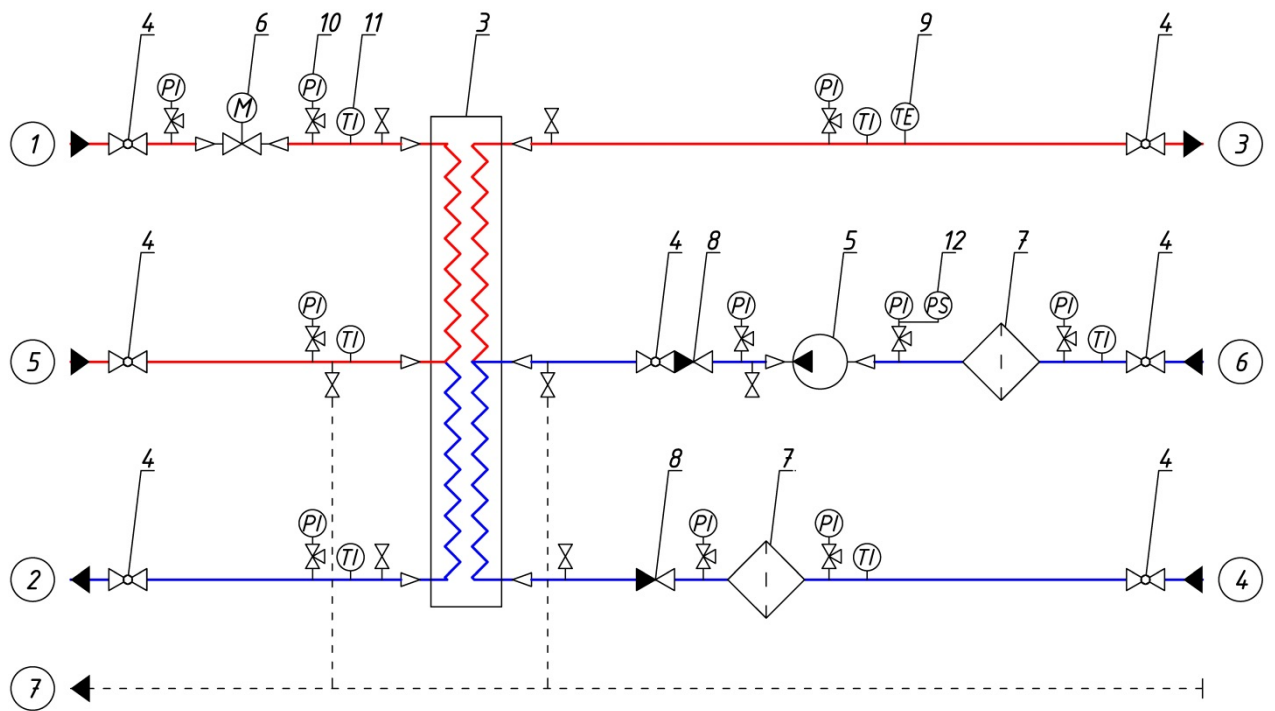 4 6 10 11 3 9 4
PI M PI TI PI TI TE
1 3
4 4 8 5 12 7 4
PI TI PI PI PS PI TI
5 6
4 8 7 4
PI TI PI PI TI
2 4
7